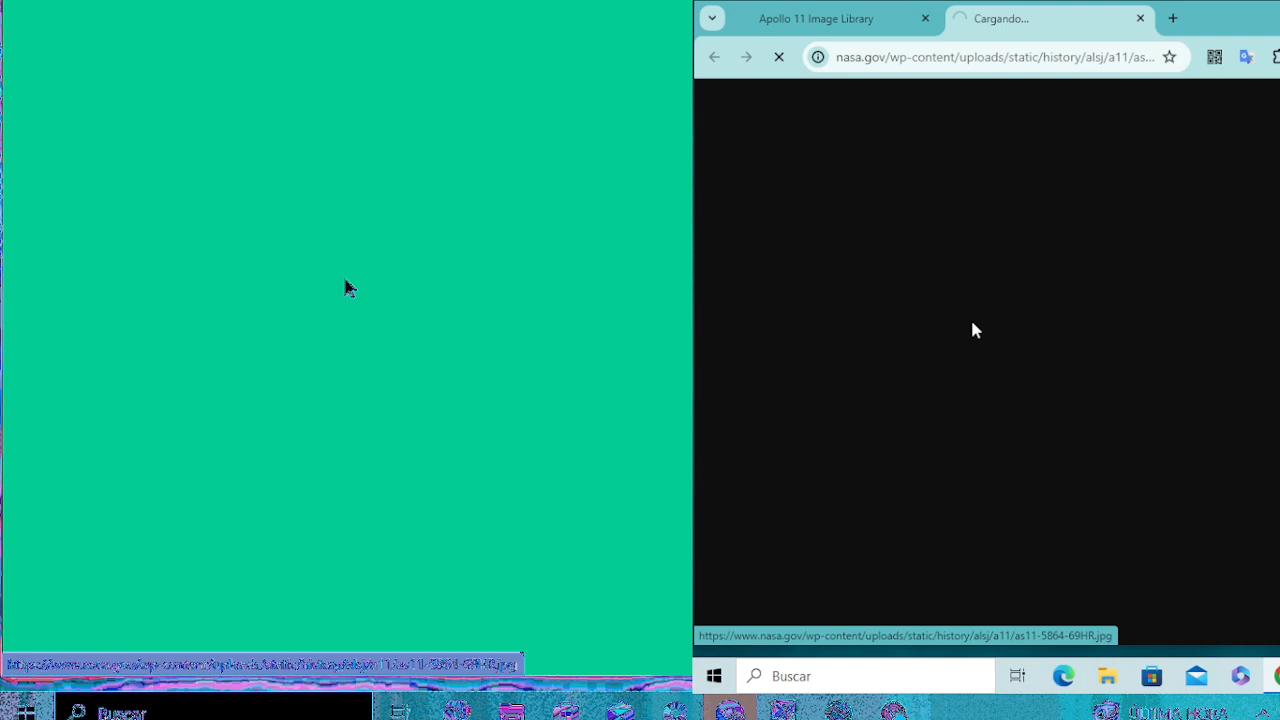 Apollo 11 Image Library
Cargando...
nasa.gov/wp-content/uploads/static/history/alsj/a11/as...
https://www.nasa.gov/wp-content/uploads/static/history/alsj/a11/as11-5864-69HR.jpg
Buscar
Buscar